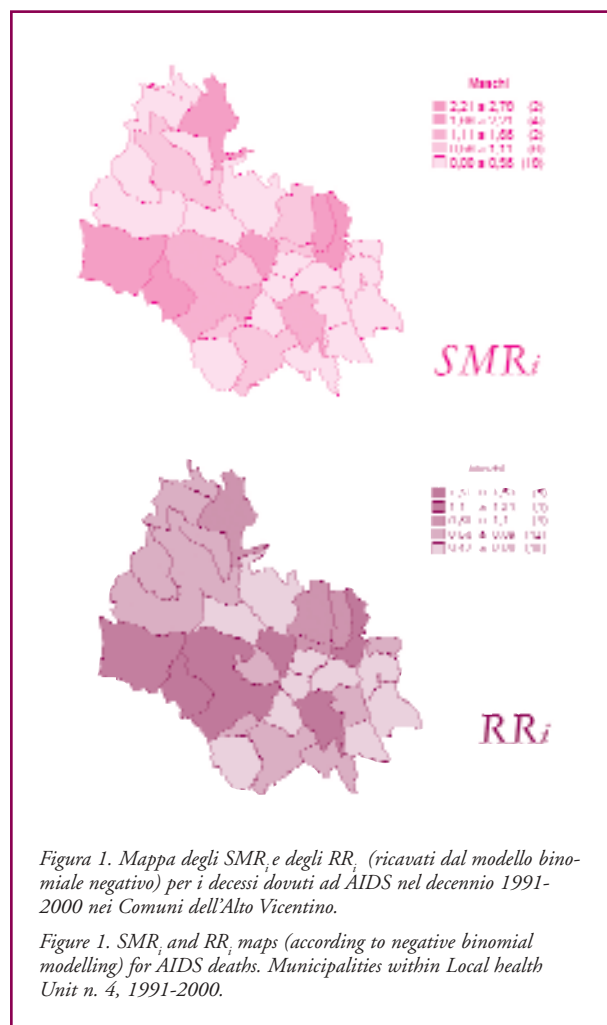 Maschi
SMRi
RRi
Figura 1. Mappa degli SMRi e degli RRi (ricavati dal modello bino-
miale negativo) per i decessi dovuti ad AIDS nel decennio 1991-
2000 nei Comuni dell'Alto Vicentino.
Figure 1. SMRi and RRi maps (according to negative binomial
modelling) for AIDS deaths. Municipalities within Local health
Unit n. 4, 1991-2000.